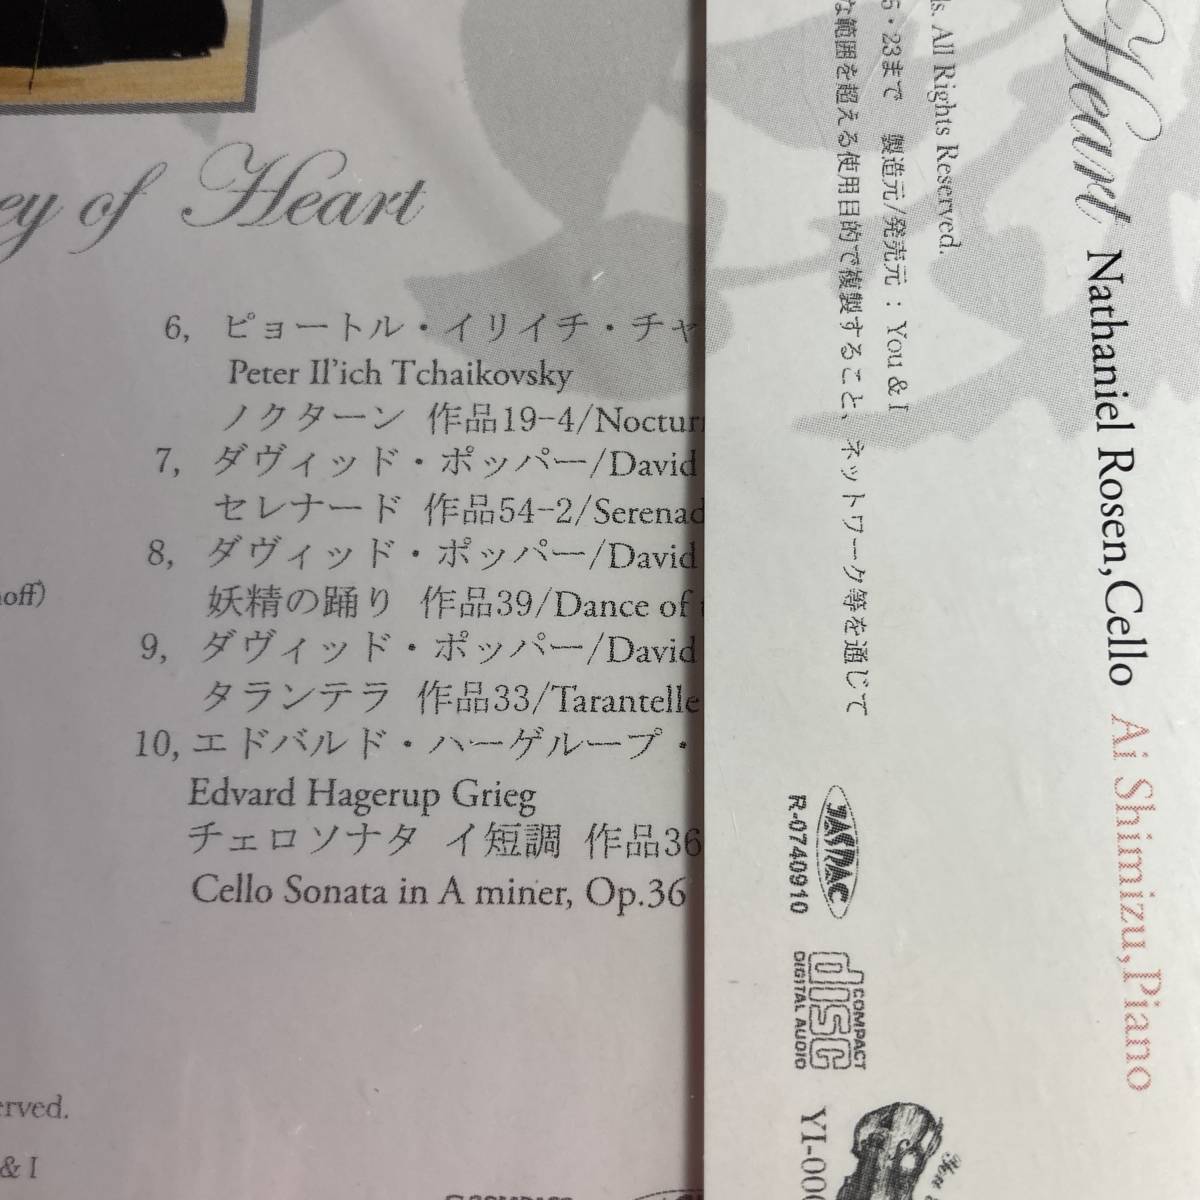 of Heart
6, ピョートル・イリイチ・チャ
Peter Il'ich Tchaikovsky
ノクターン 作品19-4/Nocturn
7, ダヴィッド・ポッパー/David
セレナード 作品54-2/Serenad
8, ダヴィッド・ポッパー/David
妖精の踊り 作品39/Dance of
9, ダヴィッド・ポッパー/David
タランテラ 作品33/Tarantelle
10, エドバルド・ハーゲループ・
Edvard Hagerup Grieg
チェロソナタ イ短調 作品36
Cello Sonata in A miner, Op.36
noff)
erved.
& I
Heart Nathaniel Rosen,Cello Ai Shimizu,Piano
s. All Rights Reserved.
・23まで 製造元/発売元：You & I
な範囲を超える使用目的で複製すること、ネットワーク等を通じて
JASRAC
R-0740910
COMPACT
disc
DIGITAL AUDIO
YI-000